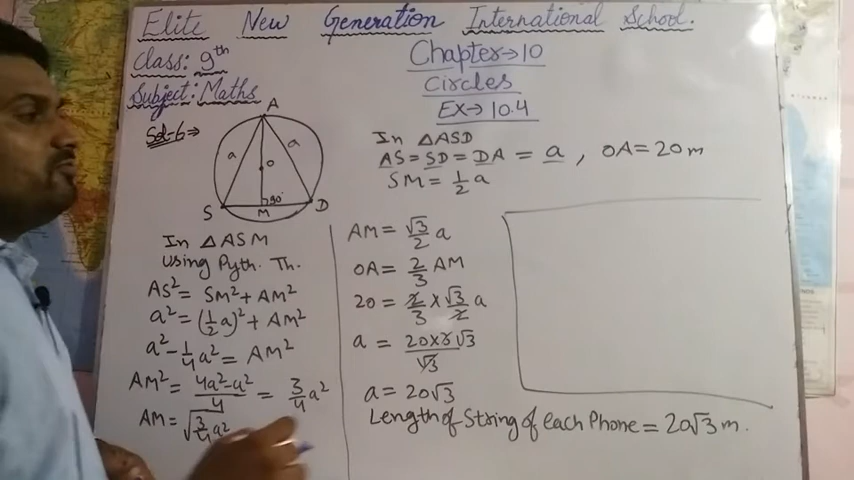 Elite New Generation International School.
Class: 9th
Subject: Maths
Chapter→10
Circles
EX→10.4
Sol-6⇒
A
a
a
o
90°
S
M
D
In △ASD
AS = SD = DA = a , OA = 20 m
SM = 1/2 a
In △ASM
Using Pyth. Th.
AS² = SM² + AM²
a² = (1/2 a)² + AM²
a² - 1/4 a² = AM²
AM² = (4a² - a²)/4 = 3/4 a²
AM = √(3/4 a²)
AM = √3/2 a
OA = 2/3 AM
20 = 2/3 × √3/2 a
a = 20×3√3/√3
a = 20√3
Length of String of each Phone = 20√3 m.